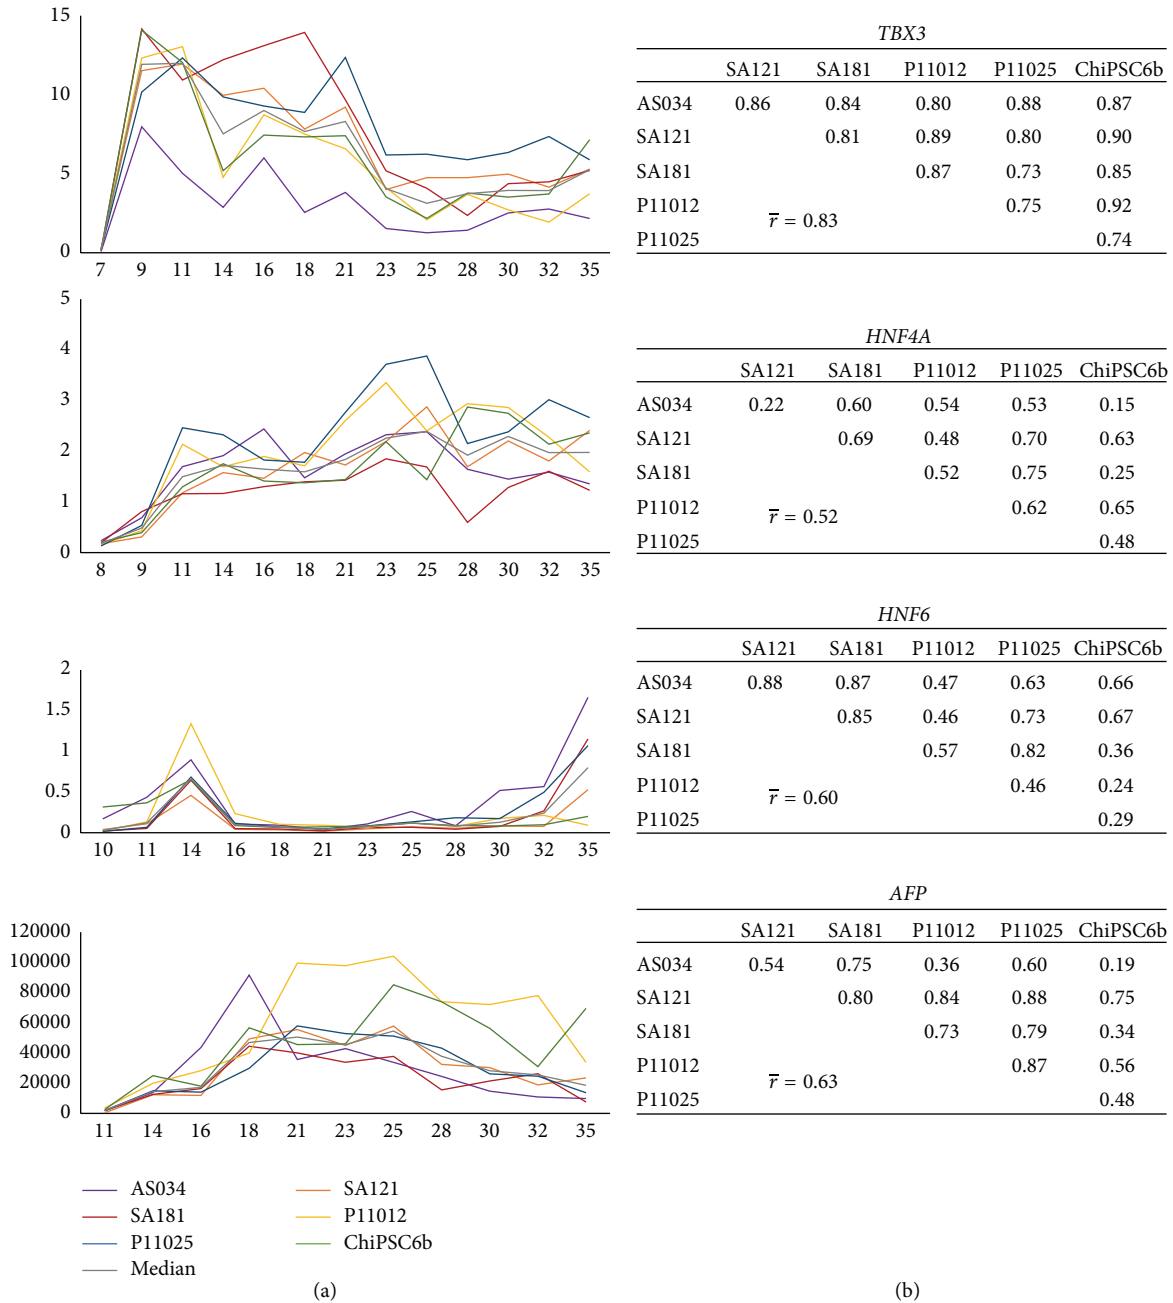 15
10
5
0
7 9 11 14 16 18 21 23 25 28 30 32 35
TBX3
SA121 SA181 P11012 P11025 ChiPSC6b
AS034 0.86 0.84 0.80 0.88 0.87
SA121 0.81 0.89 0.80 0.90
SA181 0.87 0.73 0.85
P11012 0.75 0.92
r̅ = 0.83
P11025 0.74
5
4
3
2
1
0
8 9 11 14 16 18 21 23 25 28 30 32 35
HNF4A
SA121 SA181 P11012 P11025 ChiPSC6b
AS034 0.22 0.60 0.54 0.53 0.15
SA121 0.69 0.48 0.70 0.63
SA181 0.52 0.75 0.25
P11012 0.62 0.65
r̅ = 0.52
P11025 0.48
2
1.5
1
0.5
0
10 11 14 16 18 21 23 25 28 30 32 35
HNF6
SA121 SA181 P11012 P11025 ChiPSC6b
AS034 0.88 0.87 0.47 0.63 0.66
SA121 0.85 0.46 0.73 0.67
SA181 0.57 0.82 0.36
P11012 0.46 0.24
r̅ = 0.60
P11025 0.29
120000
100000
80000
60000
40000
20000
0
11 14 16 18 21 23 25 28 30 32 35
AFP
SA121 SA181 P11012 P11025 ChiPSC6b
AS034 0.54 0.75 0.36 0.60 0.19
SA121 0.80 0.84 0.88 0.75
SA181 0.73 0.79 0.34
P11012 0.87 0.56
r̅ = 0.63
P11025 0.48
AS034 SA121
SA181 P11012
P11025 ChiPSC6b
Median
(a)
(b)